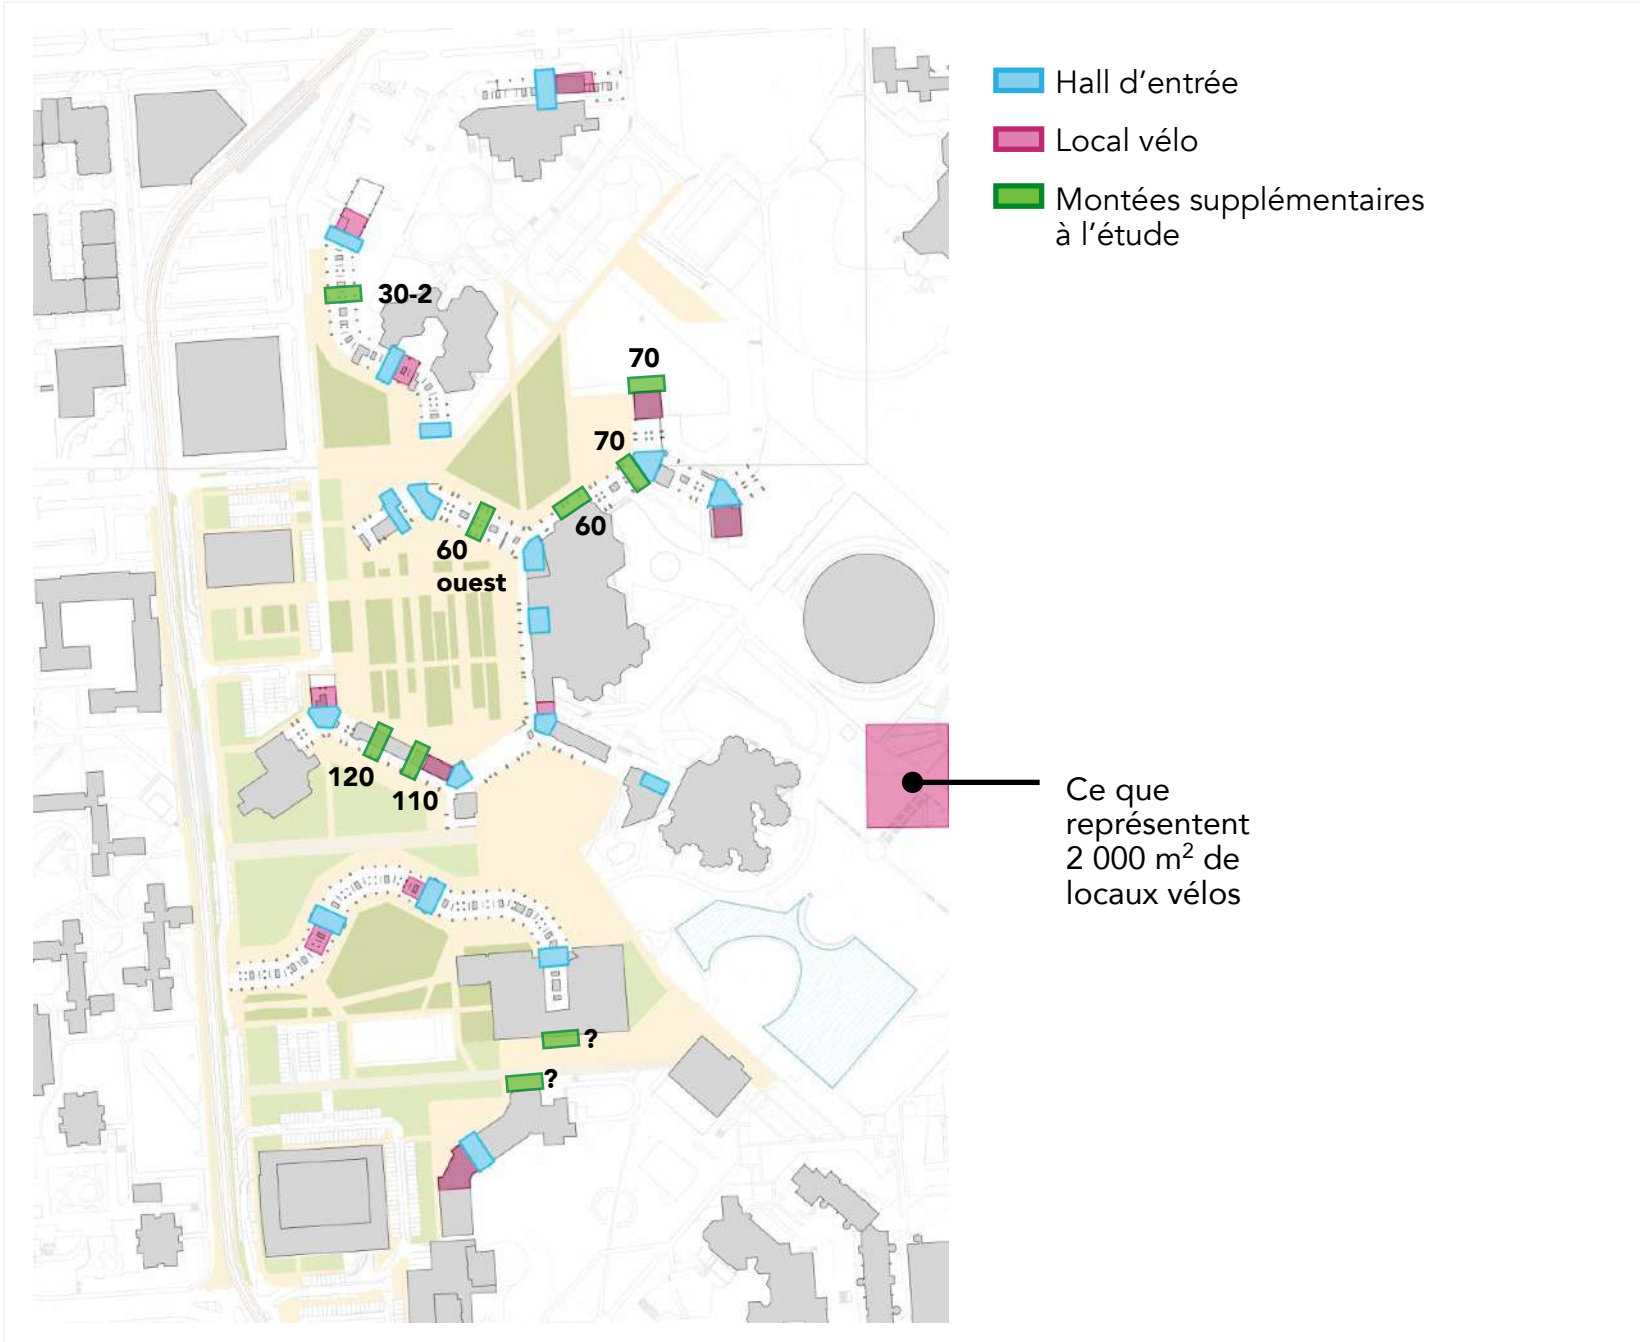 Hall d'entrée
Local vélo
Montées supplémentaires
à l'étude
30-2
70
70
60
60
ouest
120
110
Ce que
représentent
2 000 m² de
locaux vélos
?
?